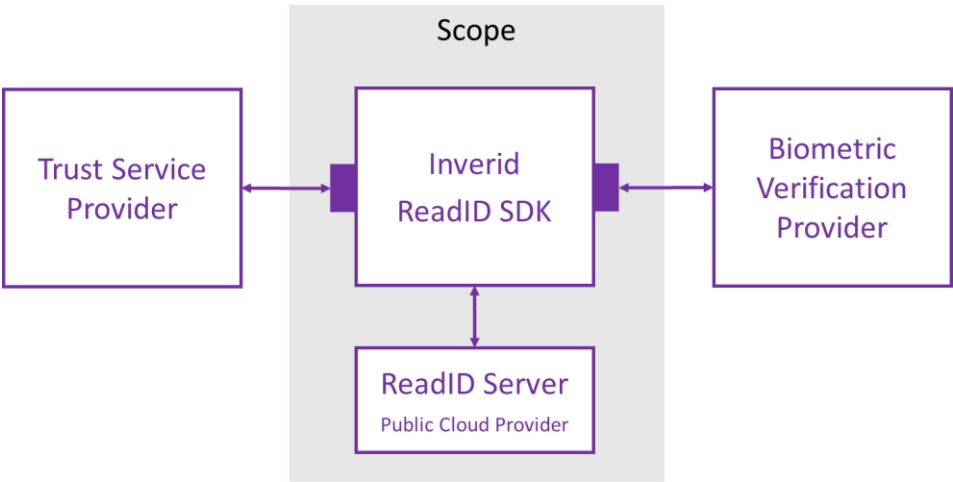 Scope
Trust Service
Provider
Inverid
ReadID SDK
Biometric
Verification
Provider
ReadID Server
Public Cloud Provider